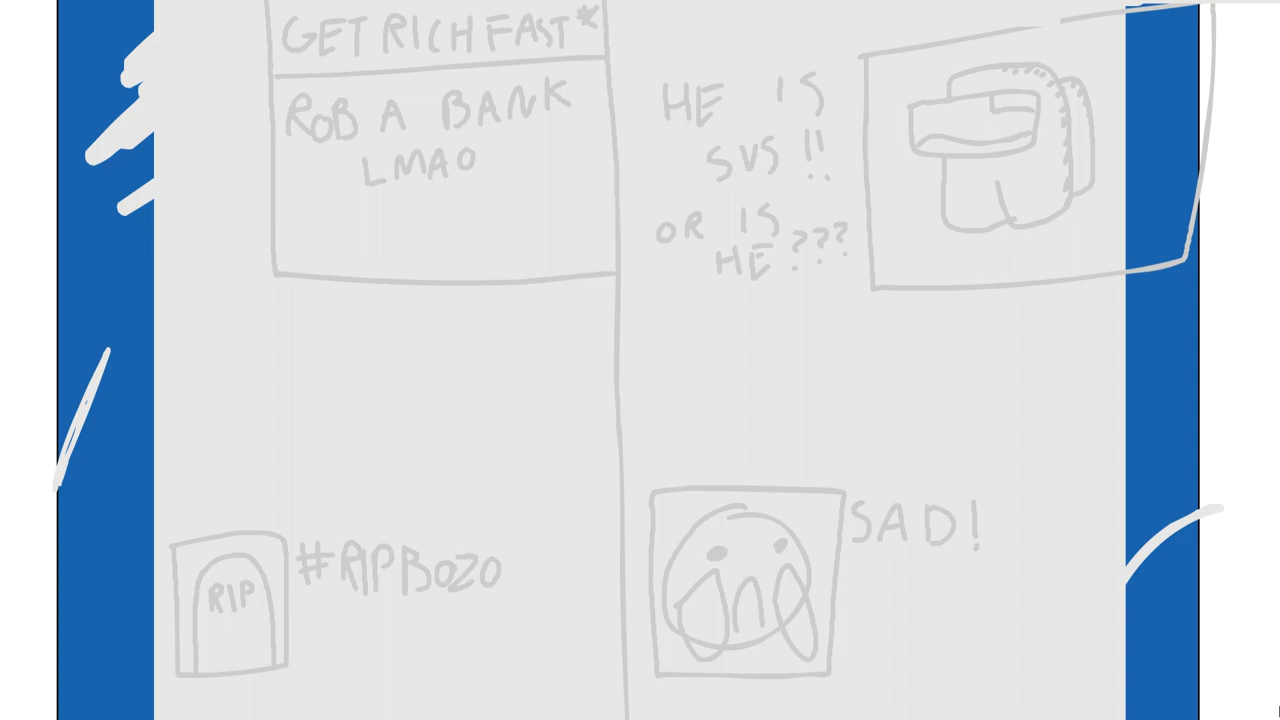 GET RICH FAST*
ROB A BANK
LMAO
HE IS
SUS !!
OR IS
HE???
RIP
#RIPBOZO
SAD!